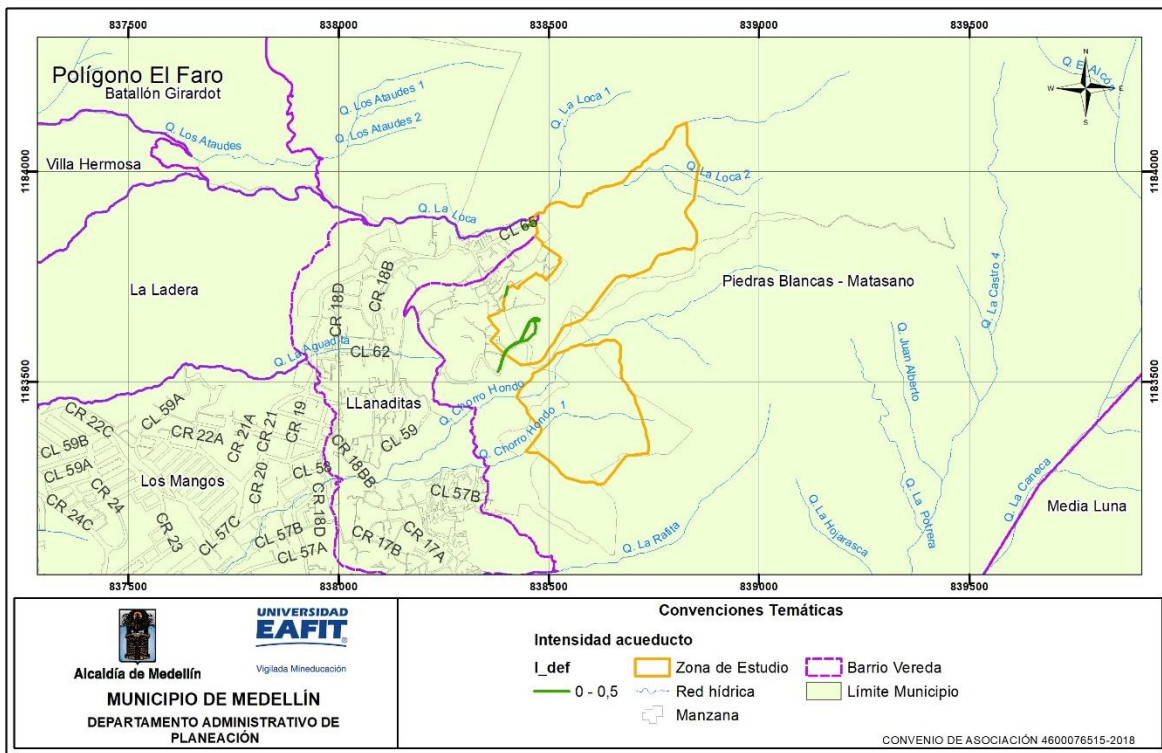 837500
838000
838500
839000
839500
Polígono El Faro
Batallón Girardot
Q. El Alcón
N
W
E
S
Q. Los Ataudes 1
Q. Los Ataudes 2
Q. Los Ataudes
Q. La Loca 1
1184000
1184000
Villa Hermosa
Q. La Loca 2
Q. La Loca
CL 65
La Ladera
CR 18D
CR 18B
Piedras Blancas - Matasano
Q. La Castro 4
Q. La Aguadita
CL 62
Q. Juan Alberto
1183500
1183500
Q. Chorro Hondo
LLanaditas
CR 22C
CL 59A
CR 22A
CR 21A
CR 21
CR 19
CL 59
Q. Chorro Hondo 1
CL 59B
CL 59A
CR 18BB
CL 58
Los Mangos
CR 24
CR 20
CL 57B
Q. La Caneca
CR 24C
CR 23
CL 57C
CL 57B
CR 18D
CL 57A
CR 17B
CR 17A
Q. La Rafita
Q. La Hojarasca
Q. La Potrera
Media Luna
837500
838000
838500
839000
839500
Alcaldía de Medellín
UNIVERSIDAD
EAFIT
Vigilada Mineducación
MUNICIPIO DE MEDELLÍN
DEPARTAMENTO ADMINISTRATIVO DE
PLANEACIÓN
Convenciones Temáticas
Intensidad acueducto
I_def
0 - 0,5
Zona de Estudio
Red hídrica
Manzana
Barrio Vereda
Límite Municipio
CONVENIO DE ASOCIACIÓN 4600076515-2018